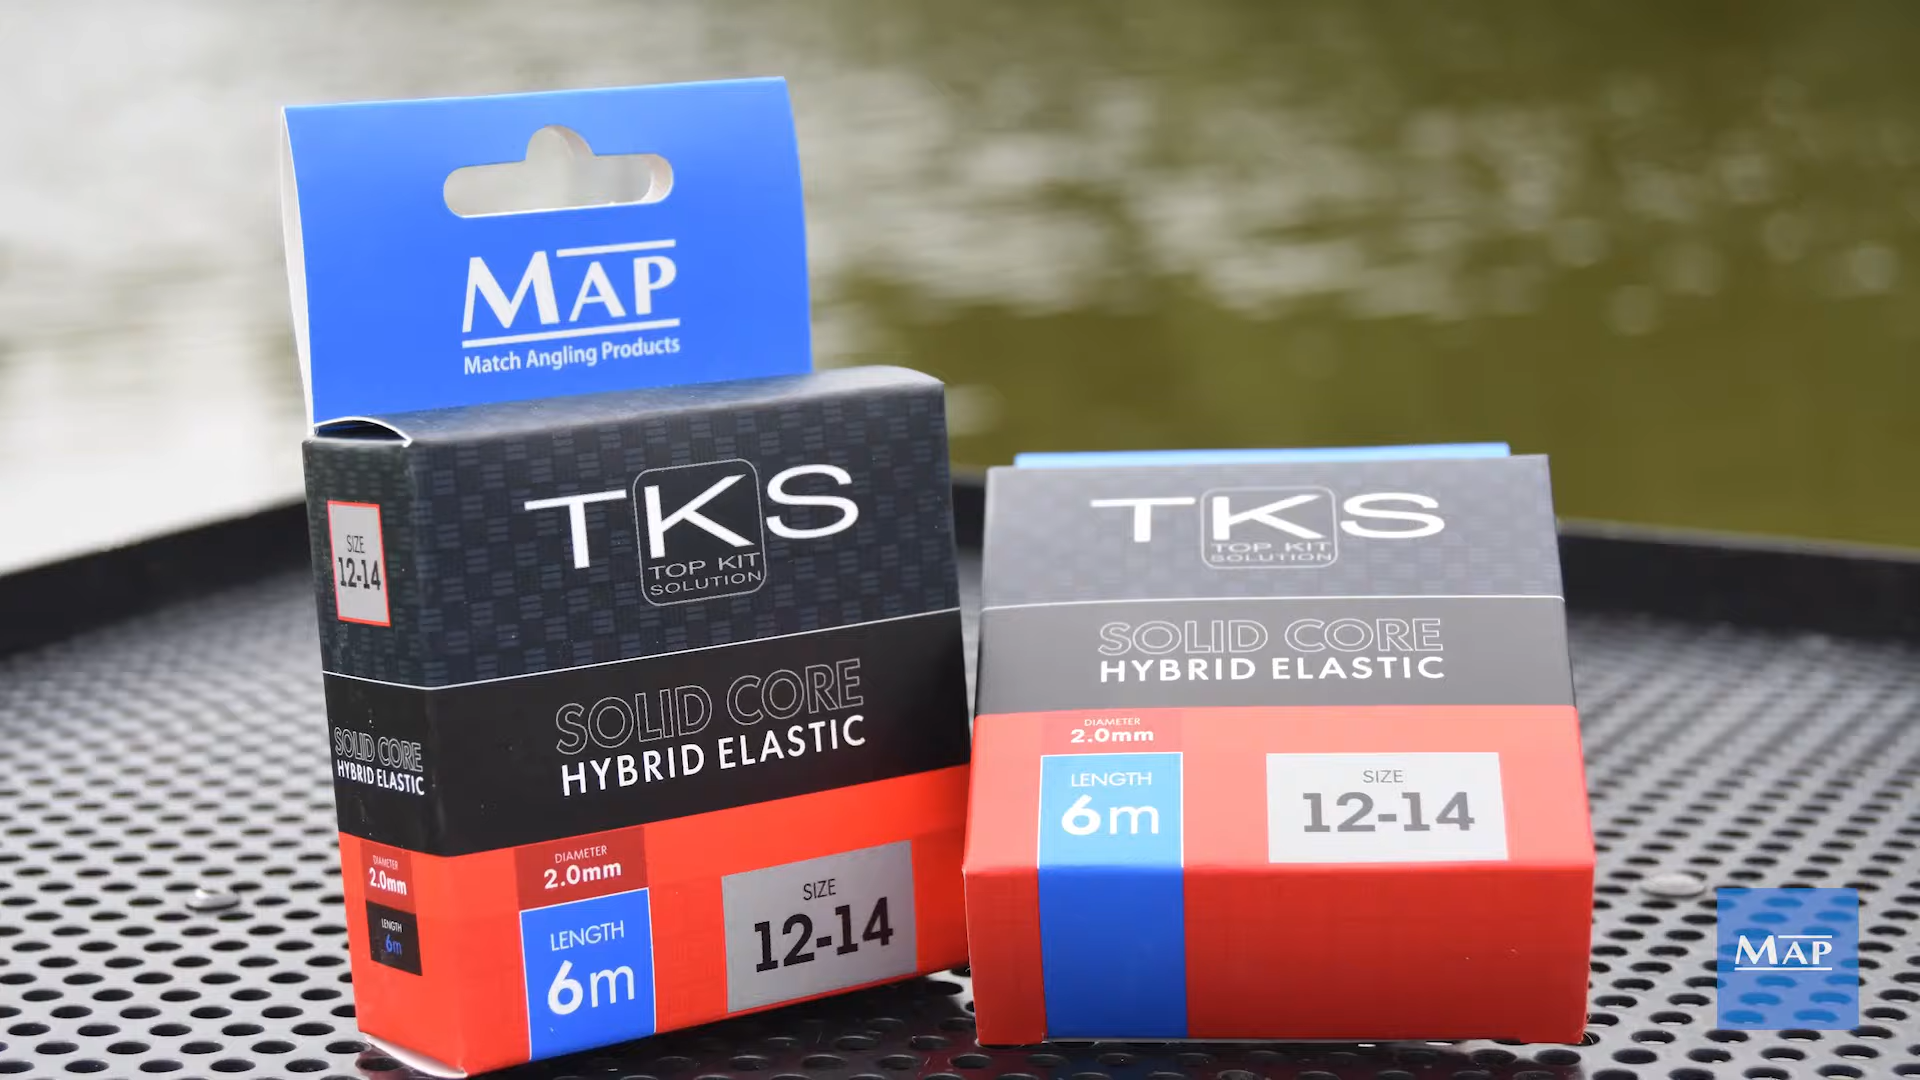 MAP
Match Angling Products
TKS
TOP KIT
SOLUTION
SIZE
12-14
SOLID CORE
HYBRID ELASTIC
SOLID CORE
HYBRID ELASTIC
DIAMETER
2.0mm
LENGTH
6m
DIAMETER
2.0mm
LENGTH
6m
SIZE
12-14
TKS
TOP KIT
SOLUTION
SOLID CORE
HYBRID ELASTIC
DIAMETER
2.0mm
LENGTH
6m
SIZE
12-14
MAP